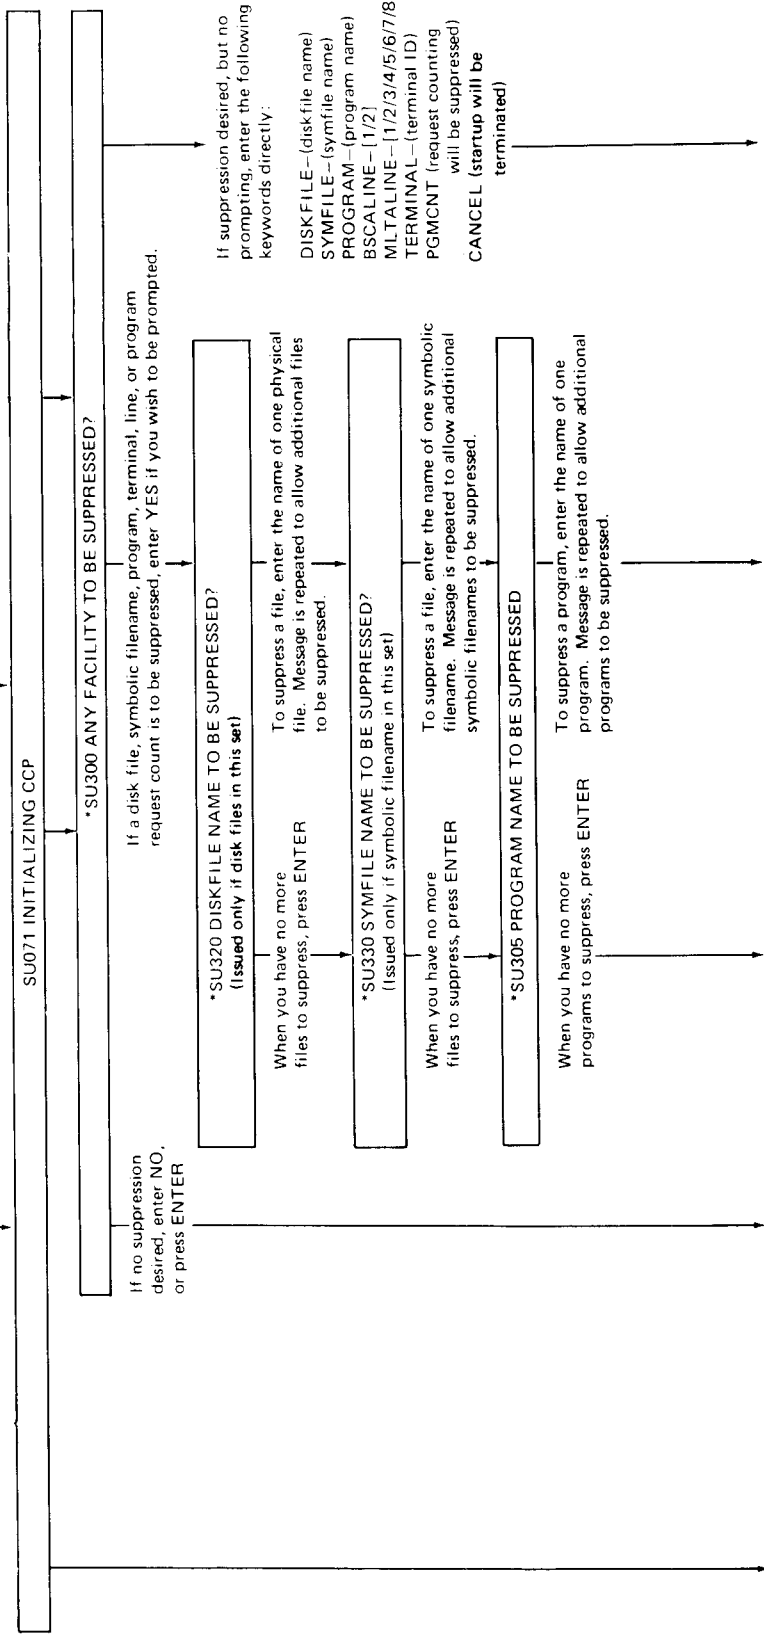 SU071 INITIALIZING CCP
*SU300 ANY FACILITY TO BE SUPPRESSED?
If no suppression
desired, enter NO,
or press ENTER
If a disk file, symbolic filename, program, terminal, line, or program
request count is to be suppressed, enter YES if you wish to be prompted.
If suppression desired, but no
prompting, enter the following
keywords directly:
DISKFILE—(diskfile name)
SYMFILE—(symfile name)
PROGRAM—(program name)
BSCALINE—[1/2]
MLTALINE—[1/2/3/4/5/6/7/8
TERMINAL—(terminal ID)
PGMCNT (request counting
will be suppressed)
CANCEL (startup will be
terminated)
*SU320 DISKFILE NAME TO BE SUPPRESSED?
(Issued only if disk files in this set)
When you have no more
files to suppress, press ENTER
To suppress a file, enter the name of one physical
file. Message is repeated to allow additional files
to be suppressed.
*SU330 SYMFILE NAME TO BE SUPPRESSED?
(Issued only if symbolic filename in this set)
When you have no more
files to suppress, press ENTER
To suppress a file, enter the name of one symbolic
filename. Message is repeated to allow additional
symbolic filenames to be suppressed.
*SU305 PROGRAM NAME TO BE SUPPRESSED
When you have no more
programs to suppress, press ENTER
To suppress a program, enter the name of one
program. Message is repeated to allow additional
programs to be suppressed.